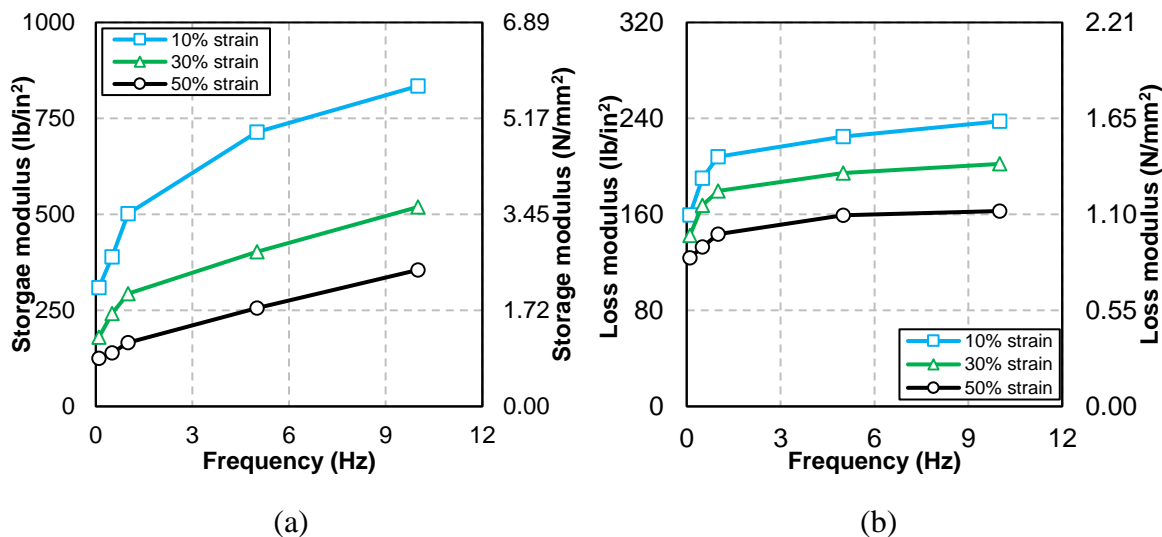 1000
750
500
250
0
Storgae modulus (lb/in²)
10% strain
30% strain
50% strain
6.89
5.17
3.45
1.72
0.00
Storage modulus (N/mm²)
0 3 6 9 12
Frequency (Hz)
(a)
320
240
160
80
0
Loss modulus (lb/in²)
10% strain
30% strain
50% strain
2.21
1.65
1.10
0.55
0.00
Loss modulus (N/mm²)
0 3 6 9 12
Frequency (Hz)
(b)